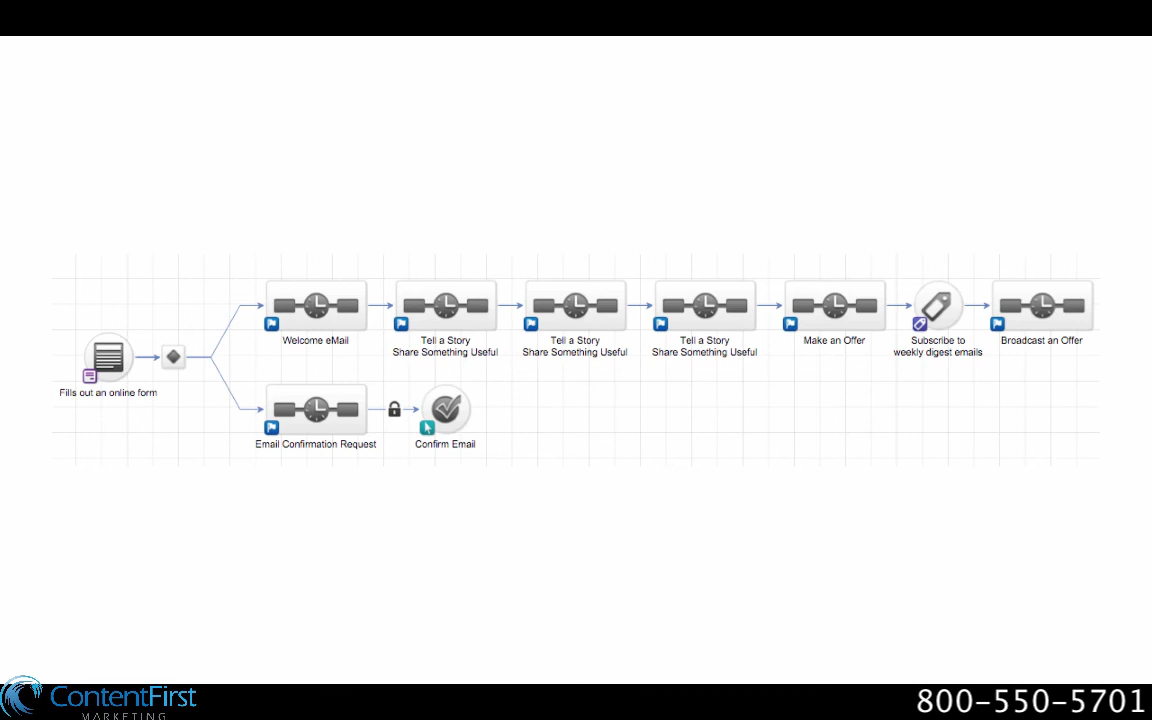 Welcome eMail
Tell a Story
Share Something Useful
Tell a Story
Share Something Useful
Tell a Story
Share Something Useful
Make an Offer
Subscribe to
weekly digest emails
Broadcast an Offer
Fills out an online form
Email Confirmation Request
Confirm Email
ContentFirst
MARKETING
800-550-5701